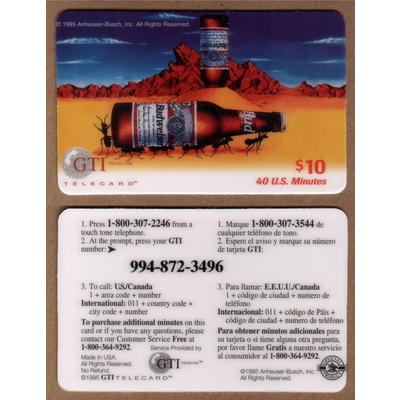 © 1995 Anheuser-Busch, Inc. All Rights Reserved.
Budweiser
Bud
GTI TELECOM
TELECARD™
$10
40 U.S. Minutes
1. Press 1-800-307-2246 from a
touch tone telephone.
2. At the prompt, press your GTI
number: ➤
1. Marque 1-800-307-3544 de
cualquier teléfono de tono.
2. Espere el aviso y marque su número
de tarjeta GTI:
994-872-3496
3. To call: US/Canada
1 + area code + number
International: 011 + country code +
city code + number
3. Para llamar: E.E.U.U./Canada
1 + código de ciudad + numero de
teléfono
Internacional: 011 + código de Páis +
código de ciudad + numero de teléfono
To purchase additional minutes on this
card or if you have any questions, please
contact our Customer Service Free at
1-800-364-9292.
Para obtener minutos adicionales para
su tarjeta o si tiene alguna otra pregunta,
por favor llame Gratis a nuestro servicio
al consumidor al 1-800-364-9292.
Made in USA.
All Rights Reserved.
No Refund.
©1995 GTI TELECARD™
Service Provided by
GTI TELECOM™
©1995 Anheuser-Busch, Inc.
All Rights Reserved.